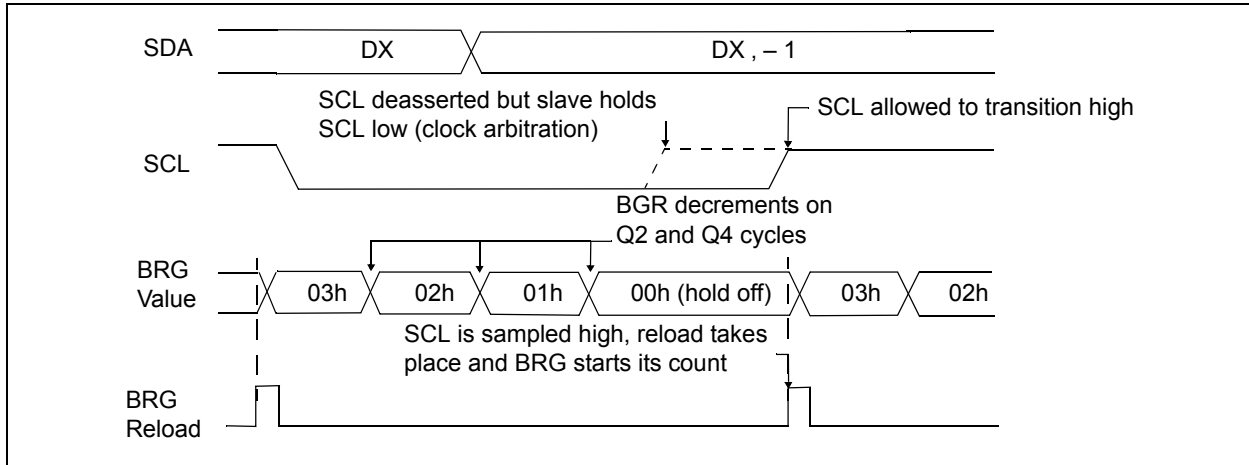 SDA
DX
DX , – 1
SCL deasserted but slave holds
SCL low (clock arbitration)
SCL allowed to transition high
SCL
BGR decrements on
Q2 and Q4 cycles
BRG
Value
03h
02h
01h
00h (hold off)
03h
02h
SCL is sampled high, reload takes
place and BRG starts its count
BRG
Reload